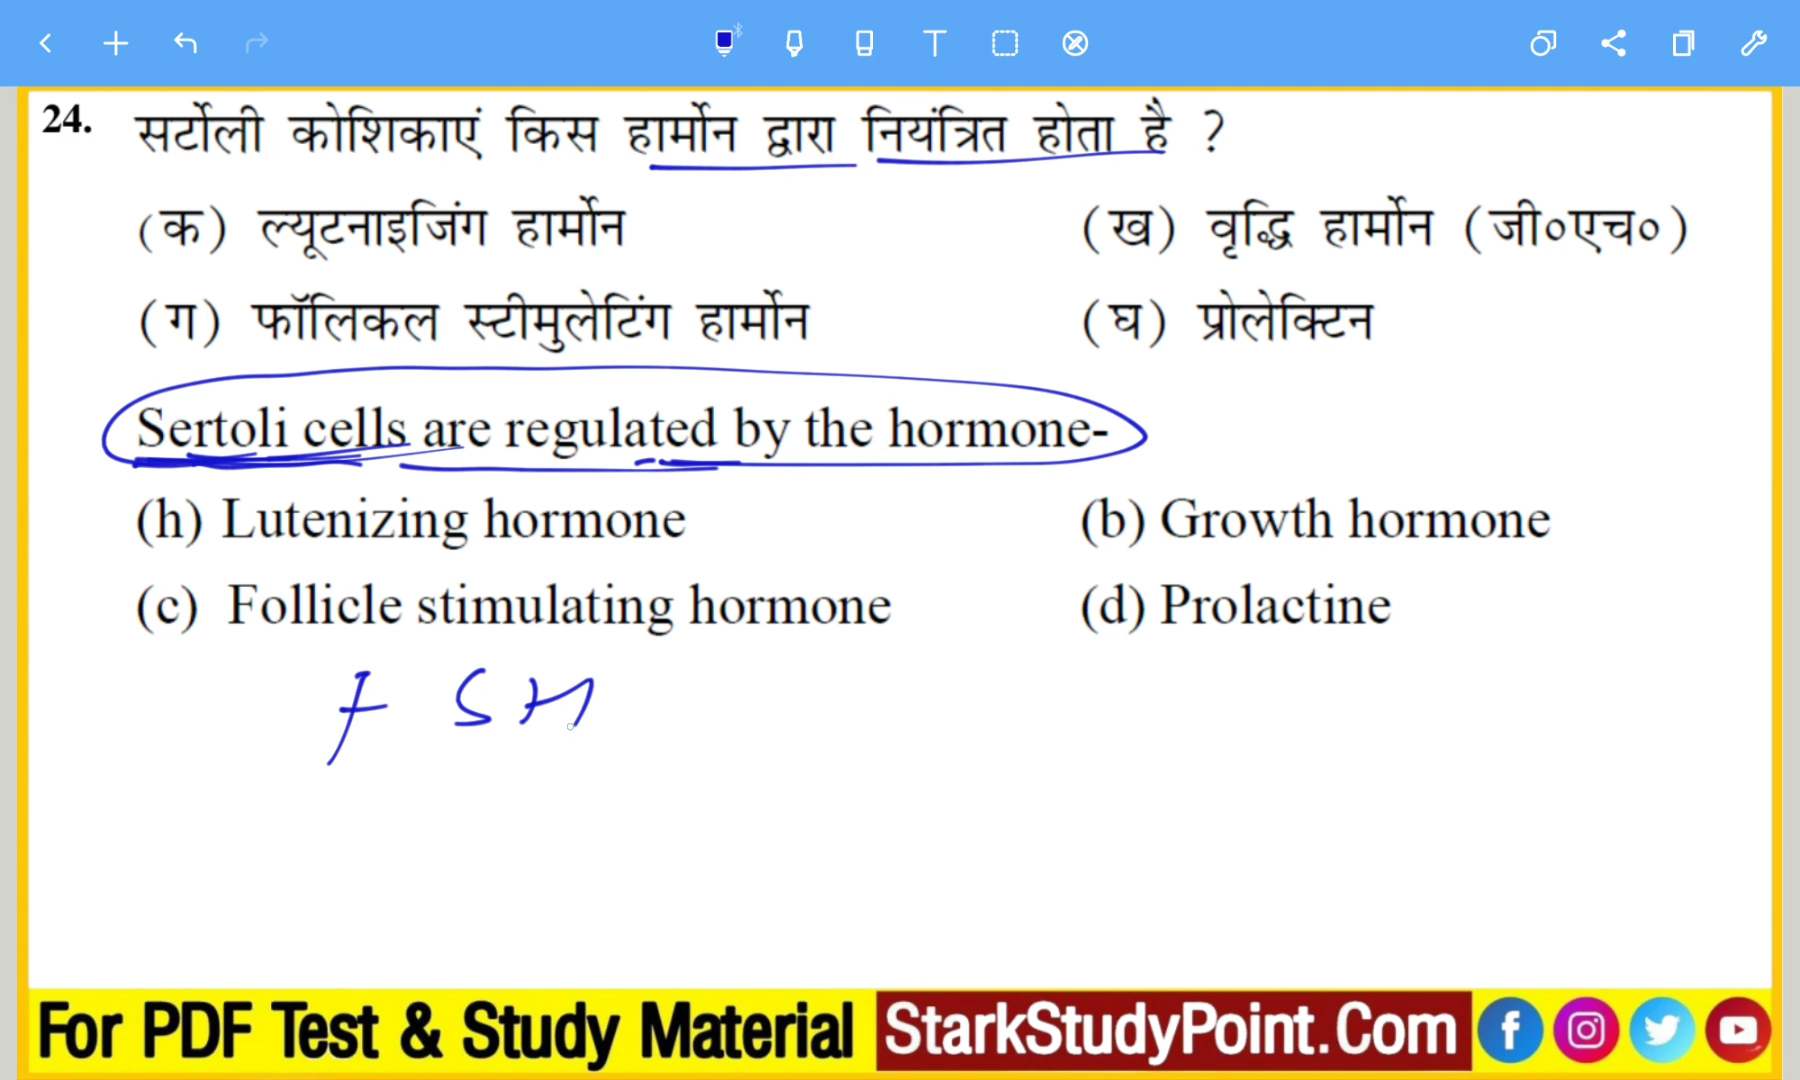 24. सर्टोली कोशिकाएं किस हार्मोन द्वारा नियंत्रित होता है ?
(क) ल्यूटनाइजिंग हार्मोन (ख) वृद्धि हार्मोन (जी०एच०)
(ग) फॉलिकल स्टीमुलेटिंग हार्मोन (घ) प्रोलेक्टिन
Sertoli cells are regulated by the hormone-
(h) Lutenizing hormone (b) Growth hormone
(c) Follicle stimulating hormone (d) Prolactine
F S H
For PDF Test & Study Material StarkStudyPoint.Com